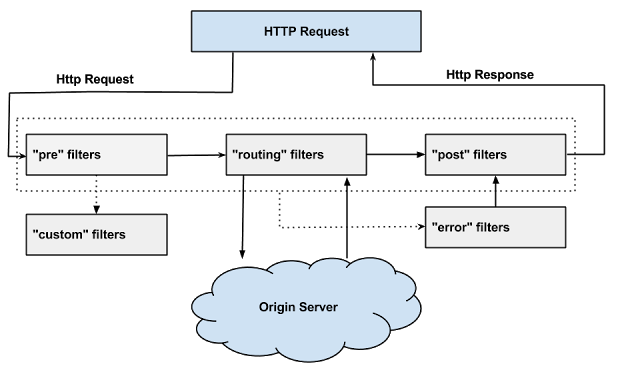 HTTP Request
Http Request
Http Response
"pre" filters
"routing" filters
"post" filters
"custom" filters
"error" filters
Origin Server